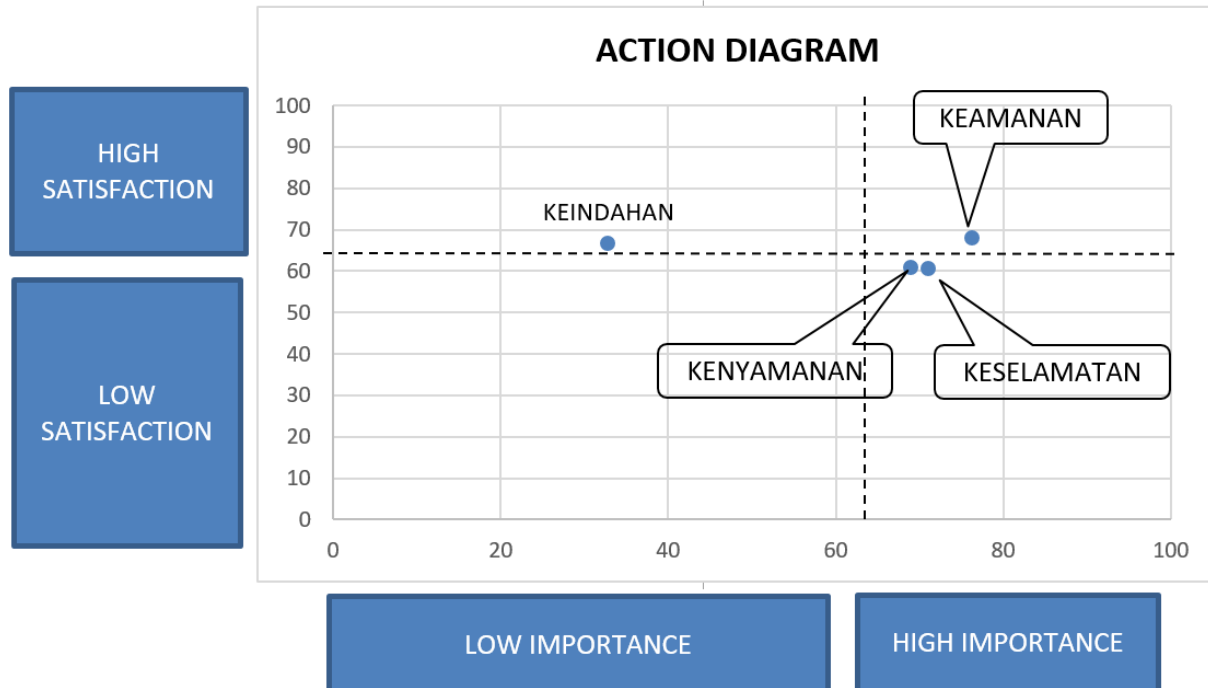 ACTION DIAGRAM
HIGH
SATISFACTION
LOW
SATISFACTION
100
90
80
70
60
50
40
30
20
10
0
KEAMANAN
KEINDAHAN
KENYAMANAN
KESELAMATAN
0
20
40
60
80
100
LOW IMPORTANCE
HIGH IMPORTANCE